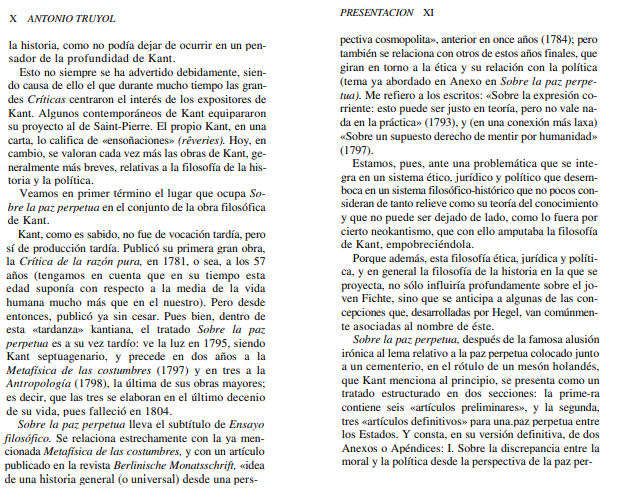 X ANTONIO TRUYOL
la historia, como no podía dejar de ocurrir en un pen-
sador de la profundidad de Kant.
Esto no siempre se ha advertido debidamente, sien-
do causa de ello el que durante mucho tiempo las gran-
des Críticas centraron el interés de los expositores de
Kant. Algunos contemporáneos de Kant equipararon
su proyecto al de Saint-Pierre. El propio Kant, en una
carta, lo califica de «ensoñaciones» (rêveries). Hoy, en
cambio, se valoran cada vez más las obras de Kant, ge-
neralmente más breves, relativas a la filosofía de la his-
toria y la política.
Veamos en primer término el lugar que ocupa So-
bre la paz perpetua en el conjunto de la obra filosófica
de Kant.
Kant, como es sabido, no fue de vocación tardía, pero
sí de producción tardía. Publicó su primera gran obra,
la Crítica de la razón pura, en 1781, o sea, a los 57
años (tengamos en cuenta que en su tiempo esta
edad suponía con respecto a la media de la vida
humana mucho más que en el nuestro). Pero desde
entonces, publicó ya sin cesar. Pues bien, dentro de
esta «tardanza» kantiana, el tratado Sobre la paz
perpetua es a su vez tardío: ve la luz en 1795, siendo
Kant septuagenario, y precede en dos años a la
Metafísica de las costumbres (1797) y en tres a la
Antropología (1798), la última de sus obras mayores;
es decir, que las tres se elaboran en el último decenio
de su vida, pues falleció en 1804.
Sobre la paz perpetua lleva el subtítulo de Ensayo
filosófico. Se relaciona estrechamente con la ya men-
cionada Metafísica de las costumbres, y con un artículo
publicado en la revista Berlinische Monatsschrift, «idea
de una historia general (o universal) desde una pers-
PRESENTACION XI
pectiva cosmopolita», anterior en once años (1784); pero
también se relaciona con otros de estos años finales, que
giran en torno a la ética y su relación con la política
(tema ya abordado en Anexo en Sobre la paz perpe-
tua). Me refiero a los escritos: «Sobre la expresión co-
rriente: esto puede ser justo en teoría, pero no vale na-
da en la práctica» (1793), y (en una conexión más laxa)
«Sobre un supuesto derecho de mentir por humanidad»
(1797).
Estamos, pues, ante una problemática que se inte-
gra en un sistema ético. jurídico y político que desem-
boca en un sistema filosófico-histórico que no pocos con-
sideran de tanto relieve como su teoría del conocimiento
y que no puede ser dejado de lado, como lo fuera por
cierto neokantismo, que con ello amputaba la filosofía
de Kant, empobreciéndola.
Porque además, esta filosofía ética, jurídica y políti-
ca, y en general la filosofía de la historia en la que se
proyecta, no sólo influiría profundamente sobre el jo-
ven Fichte, sino que se anticipa a algunas de las con-
cepciones que, desarrolladas por Hegel, van comúnmen-
te asociadas al nombre de éste.
Sobre la paz perpetua, después de la famosa alusión
irónica al lema relativo a la paz perpetua colocado junto
a un cementerio, en el rótulo de un mesón holandés,
que Kant menciona al principio, se presenta como un
tratado estructurado en dos secciones: la prime-ra
contiene seis «artículos preliminares», y la segunda,
tres «artículos definitivos» para una.paz perpetua entre
los Estados. Y consta, en su versión definitiva, de dos
Anexos o Apéndices: I. Sobre la discrepancia entre la
moral y la política desde la perspectiva de la paz per-